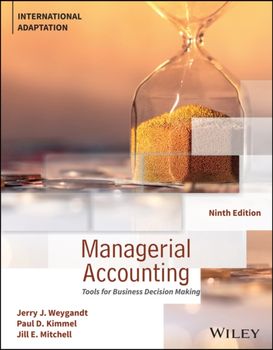 INTERNATIONAL
ADAPTATION
Ninth Edition
Managerial
Accounting
Tools for Business Decision Making
Jerry J. Weygandt
Paul D. Kimmel
Jill E. Mitchell
WILEY